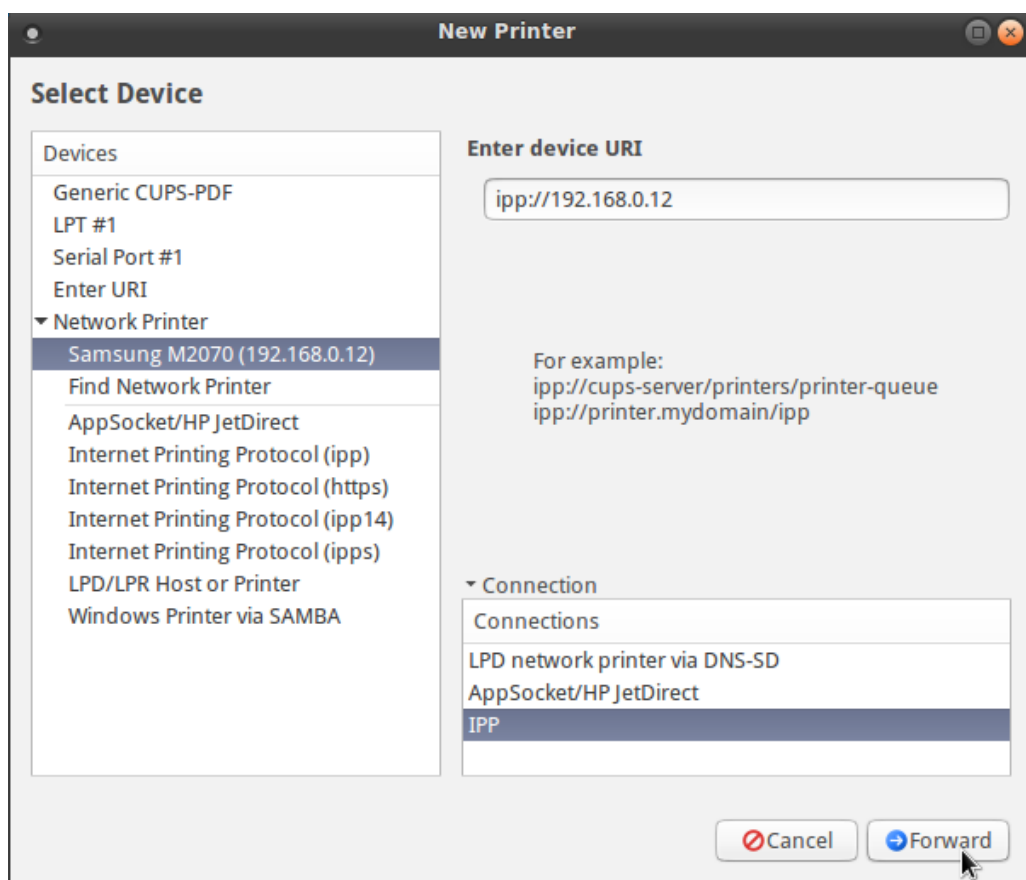 New Printer
Select Device
Devices
Generic CUPS-PDF
LPT #1
Serial Port #1
Enter URI
Network Printer
Samsung M2070 (192.168.0.12)
Find Network Printer
AppSocket/HP JetDirect
Internet Printing Protocol (ipp)
Internet Printing Protocol (https)
Internet Printing Protocol (ipp14)
Internet Printing Protocol (ipps)
LPD/LPR Host or Printer
Windows Printer via SAMBA
Enter device URI
ipp://192.168.0.12
For example:
ipp://cups-server/printers/printer-queue
ipp://printer.mydomain/ipp
Connection
Connections
LPD network printer via DNS-SD
AppSocket/HP JetDirect
IPP
Cancel
Forward